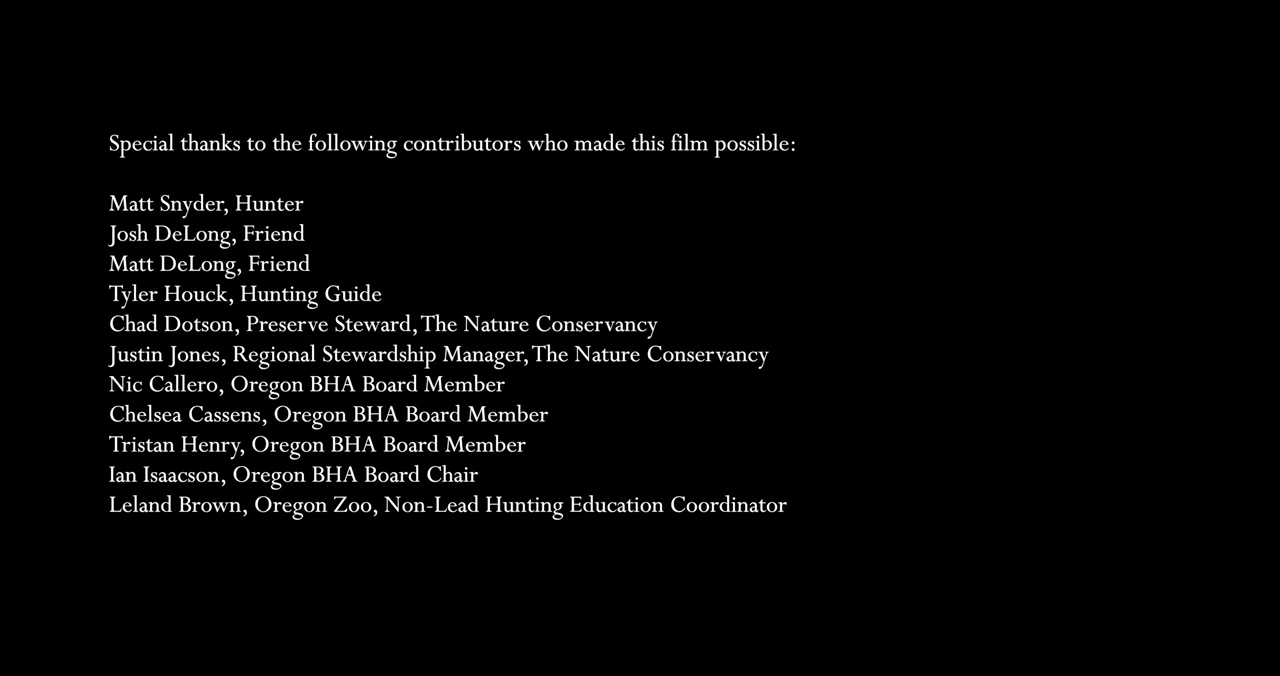 Special thanks to the following contributors who made this film possible:
Matt Snyder, Hunter
Josh DeLong, Friend
Matt DeLong, Friend
Tyler Houck, Hunting Guide
Chad Dotson, Preserve Steward, The Nature Conservancy
Justin Jones, Regional Stewardship Manager, The Nature Conservancy
Nic Callero, Oregon BHA Board Member
Chelsea Cassens, Oregon BHA Board Member
Tristan Henry, Oregon BHA Board Member
Ian Isaacson, Oregon BHA Board Chair
Leland Brown, Oregon Zoo, Non-Lead Hunting Education Coordinator